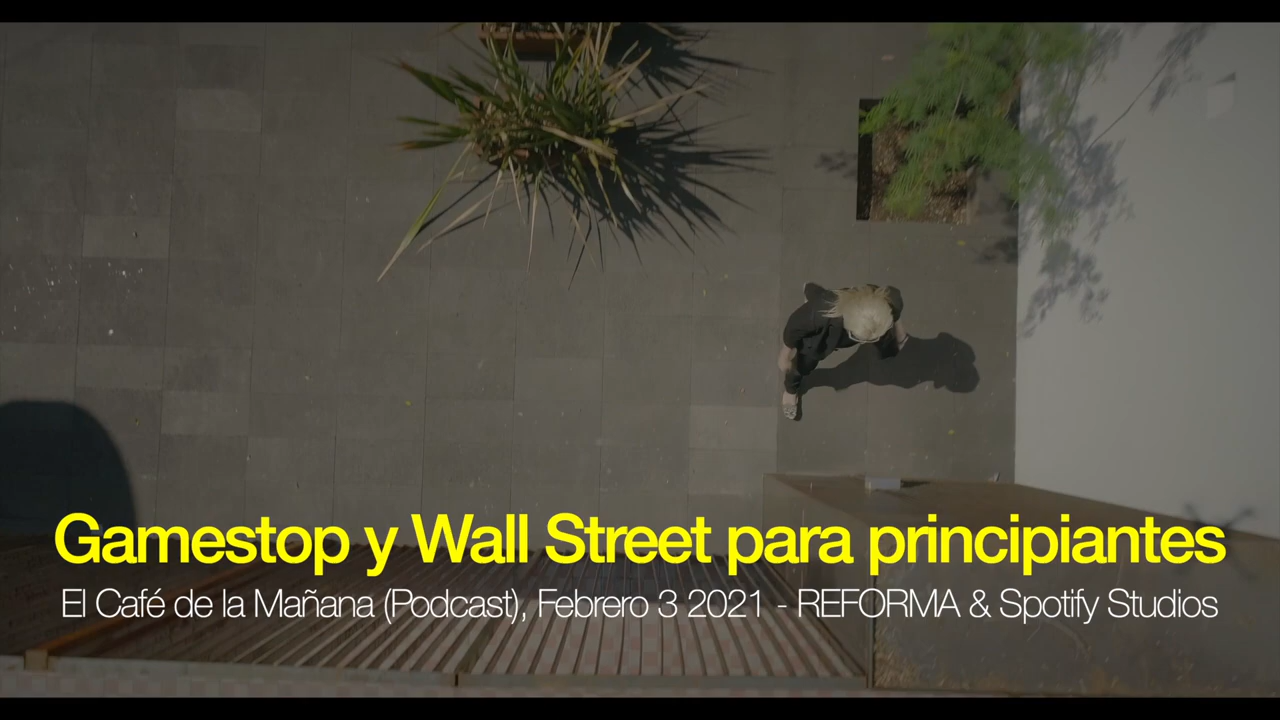 Gamestop y Wall Street para principiantes
El Café de la Mañana (Podcast), Febrero 3 2021 - REFORMA & Spotify Studios